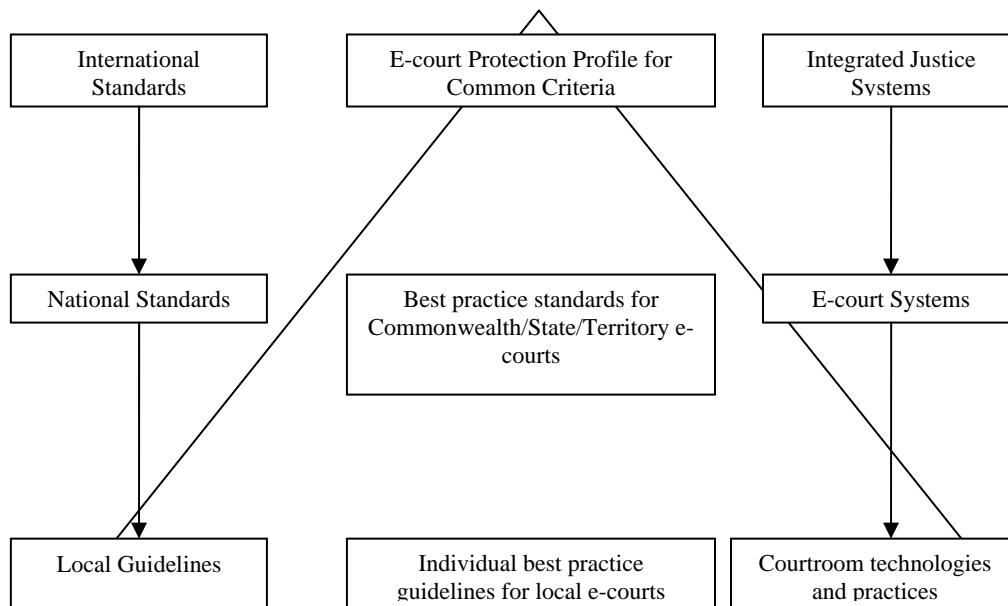 International
Standards
E-court Protection Profile for
Common Criteria
Integrated Justice
Systems
National Standards
Best practice standards for
Commonwealth/State/Territory e-
courts
E-court Systems
Local Guidelines
Individual best practice
guidelines for local e-courts
Courtroom technologies
and practices